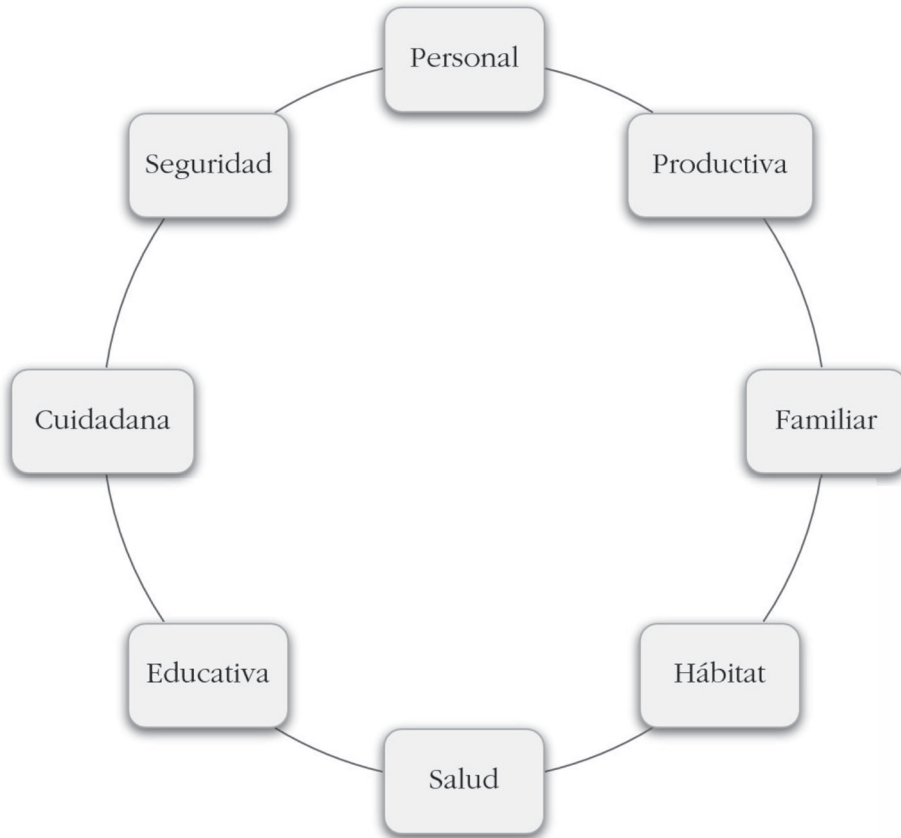 Personal
Productiva
Familiar
Hábitat
Salud
Educativa
Cuidadana
Seguridad